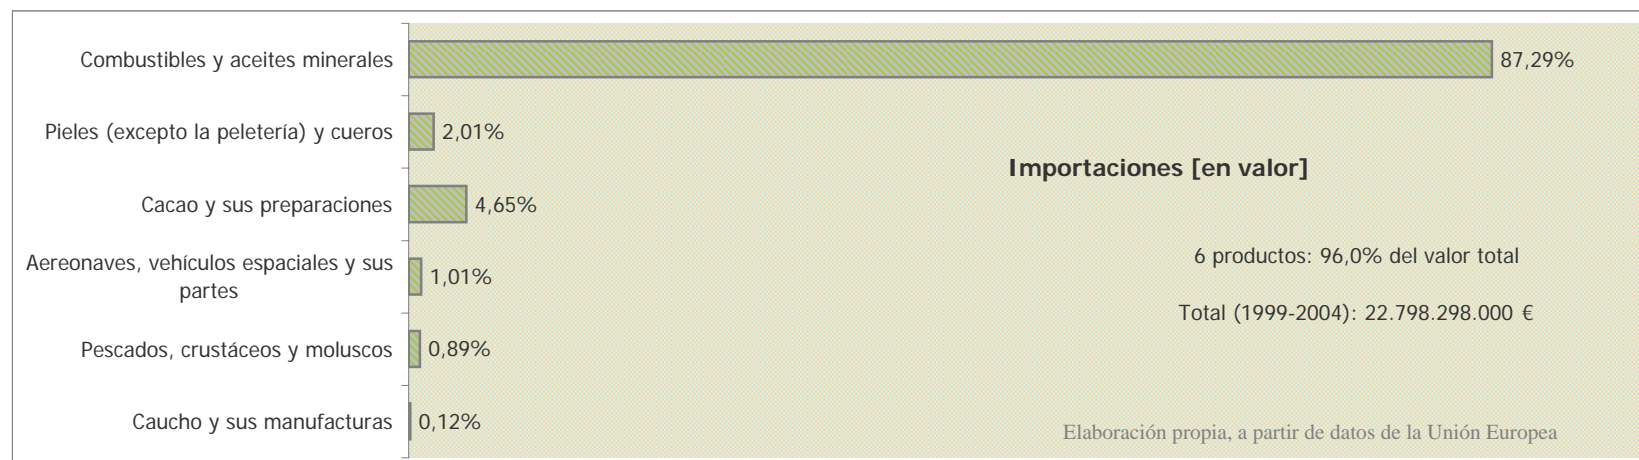 Combustibles y aceites minerales
87,29%
Pieles (excepto la peletería) y cueros
2,01%
Importaciones [en valor]
Cacao y sus preparaciones
4,65%
Aereonaves, vehículos espaciales y sus
partes
1,01%
6 productos: 96,0% del valor total
Total (1999-2004): 22.798.298.000 €
Pescados, crustáceos y moluscos
0,89%
Caucho y sus manufacturas
0,12%
Elaboración propia, a partir de datos de la Unión Europea